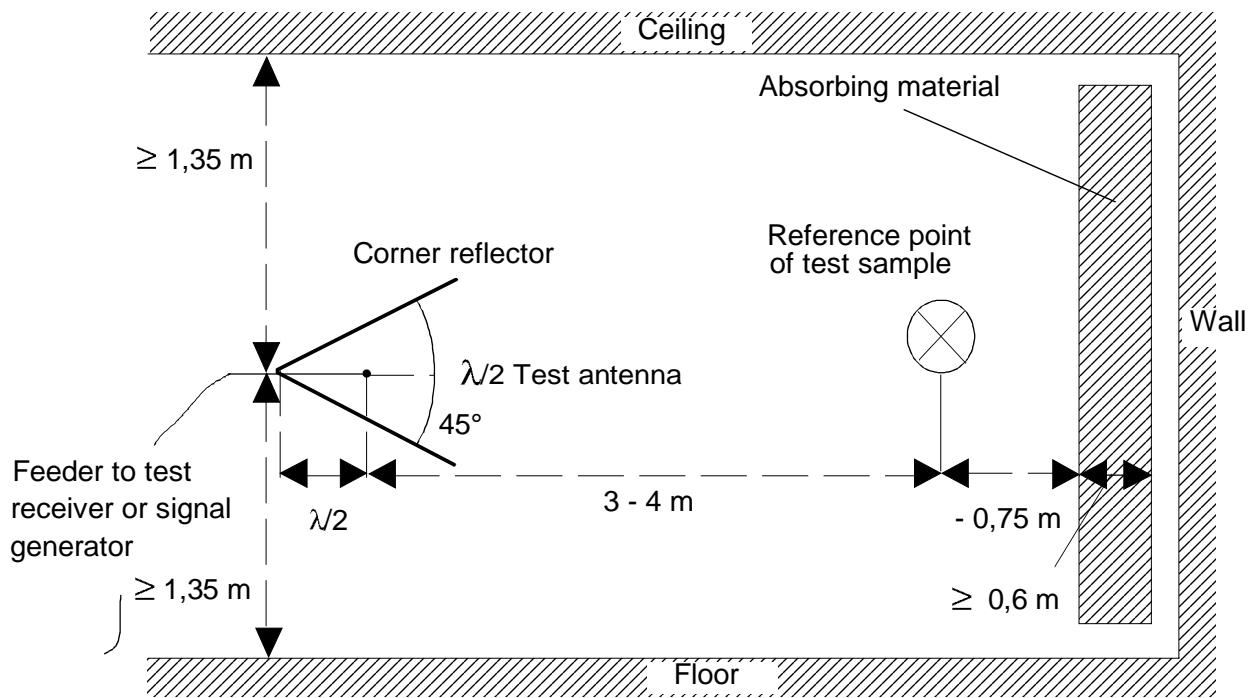 Ceiling
Absorbing material
≥ 1,35 m
Corner reflector
Reference point
of test sample
Wall
λ/2 Test antenna
45°
Feeder to test
receiver or signal
generator
λ/2
3 - 4 m
- 0,75 m
≥ 1,35 m
≥ 0,6 m
Floor